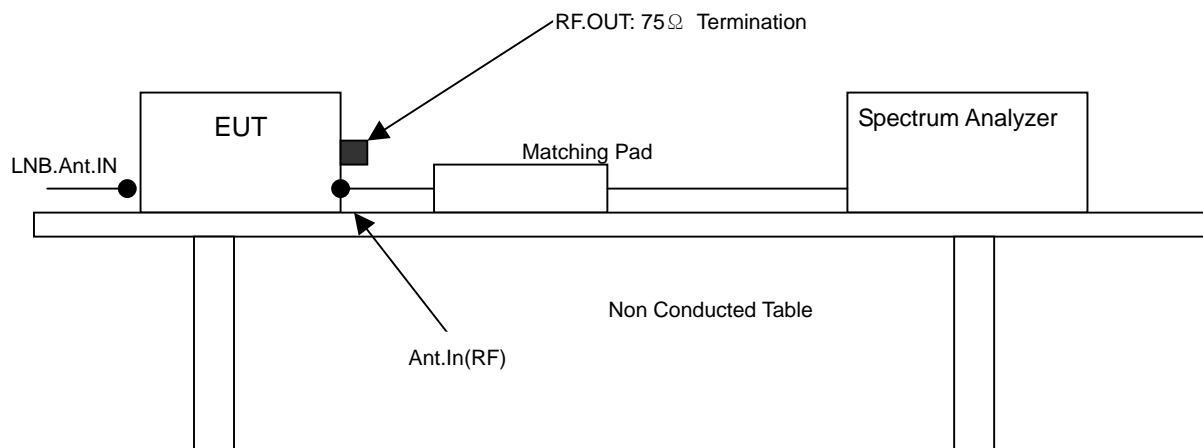 RF.OUT: 75Ω Termination
EUT
Spectrum Analyzer
Matching Pad
LNB.Ant.IN
Non Conducted Table
Ant.In(RF)